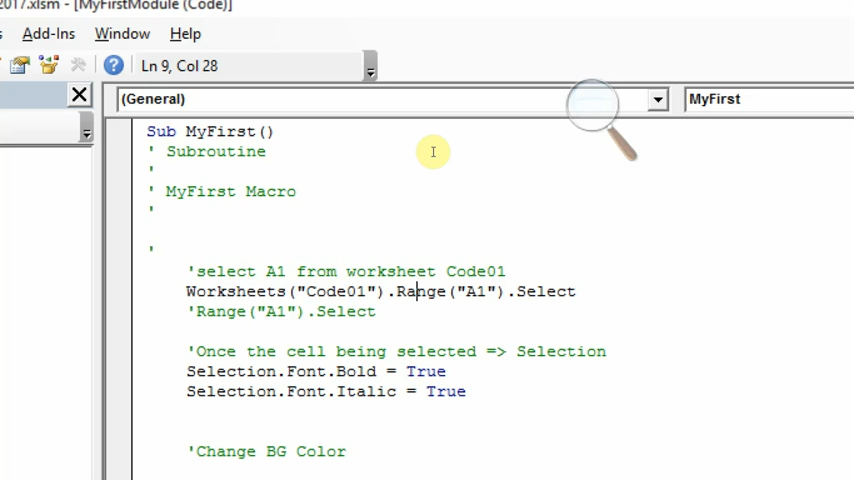 2017.xlsm - [MyFirstModule (Code)]
Add-Ins Window Help
Ln 9, Col 28
(General) MyFirst
Sub MyFirst()
' Subroutine
'
' MyFirst Macro
'
'
'select A1 from worksheet Code01
Worksheets("Code01").Range("A1").Select
'Range("A1").Select
'Once the cell being selected => Selection
Selection.Font.Bold = True
Selection.Font.Italic = True
'Change BG Color